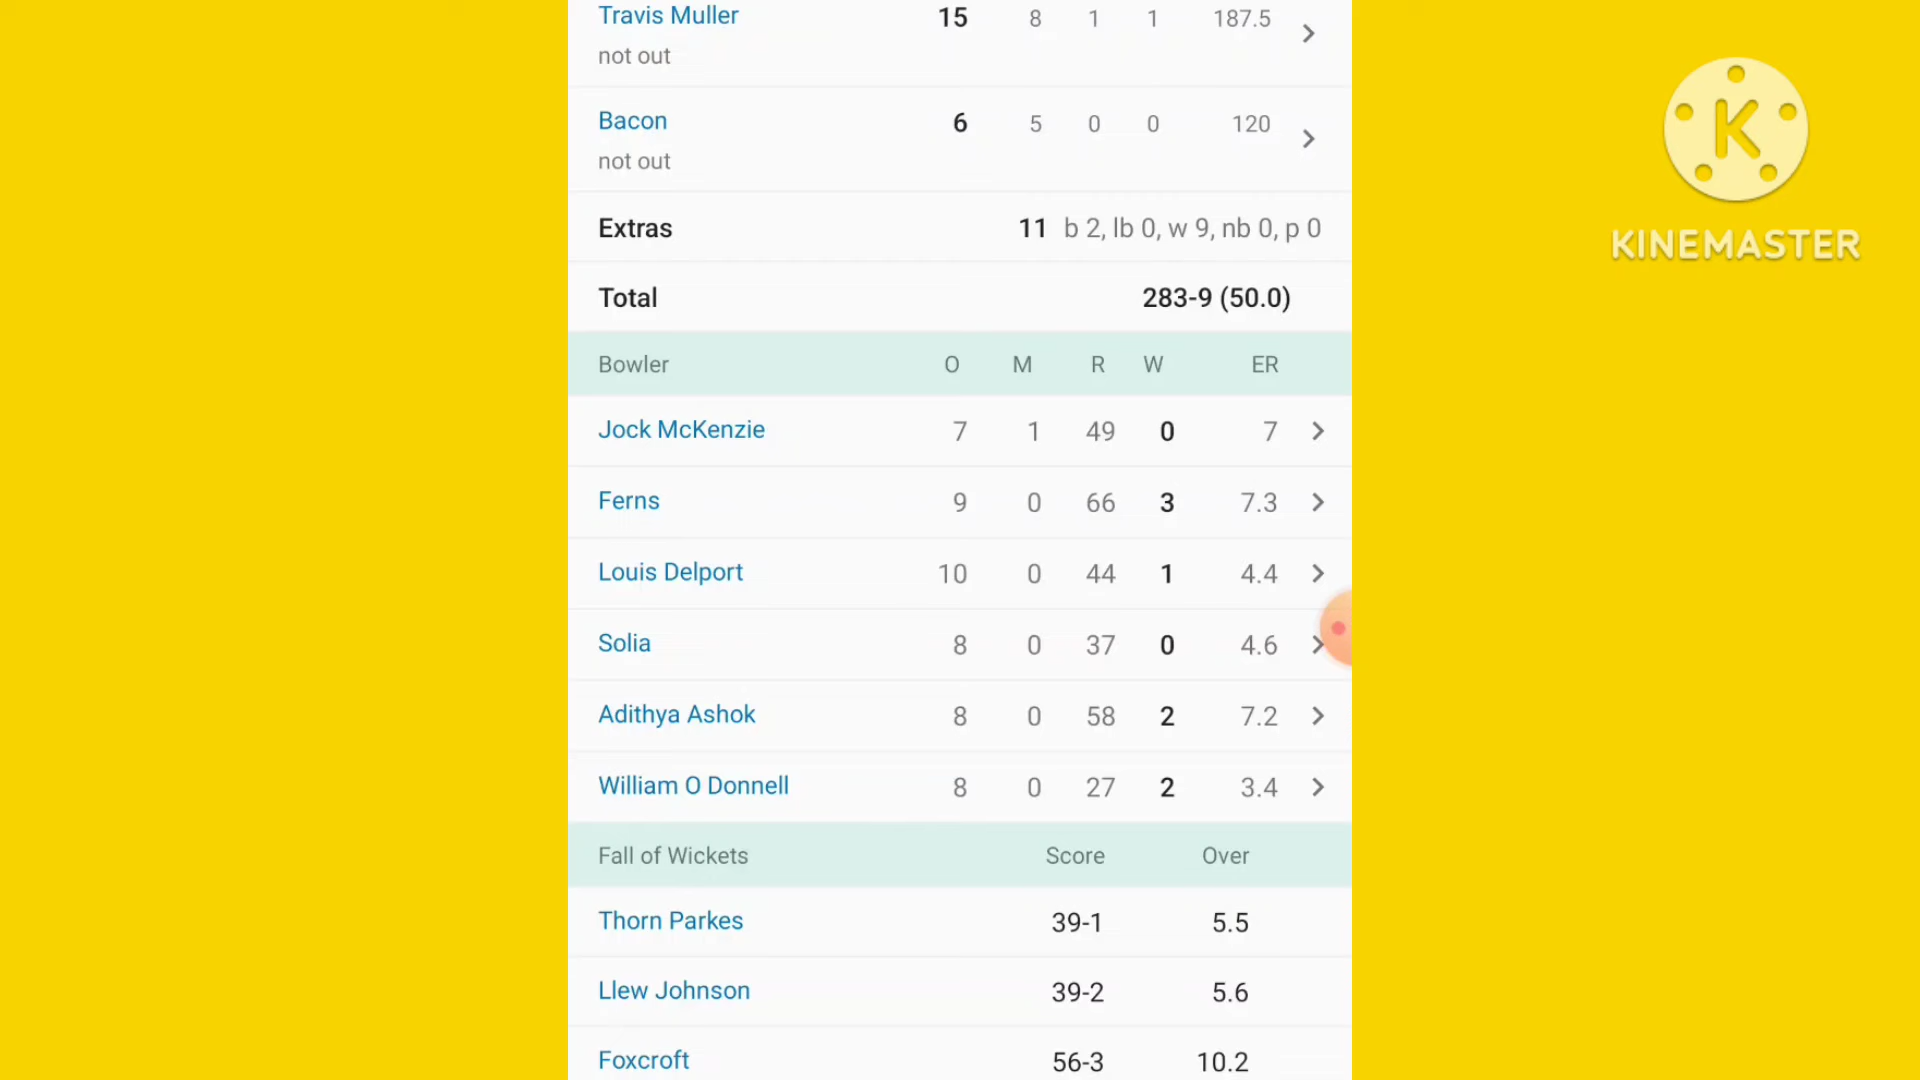 Travis Muller 15 8 1 1 187.5
not out
Bacon 6 5 0 0 120
not out
Extras 11 b 2, lb 0, w 9, nb 0, p 0
Total 283-9 (50.0)
Bowler O M R W ER
Jock McKenzie 7 1 49 0 7
Ferns 9 0 66 3 7.3
Louis Delport 10 0 44 1 4.4
Solia 8 0 37 0 4.6
Adithya Ashok 8 0 58 2 7.2
William O Donnell 8 0 27 2 3.4
Fall of Wickets Score Over
Thorn Parkes 39-1 5.5
Llew Johnson 39-2 5.6
Foxcroft 56-3 10.2
K
KINEMASTER